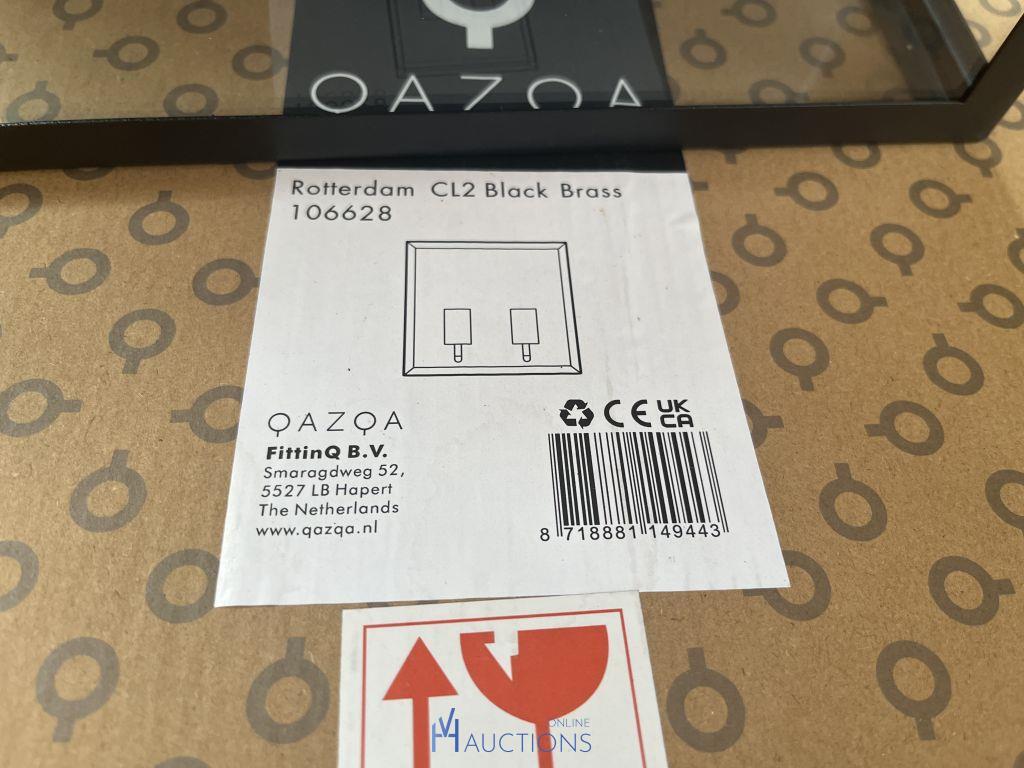 QAZQA
Rotterdam CL2 Black Brass
106628
QAZQA
FittinQ B.V.
Smaragdweg 52,
5527 LB Hapert
The Netherlands
www.qazqa.nl
CE UK
CA
8 718881 149443
VH ONLINE
AUCTIONS